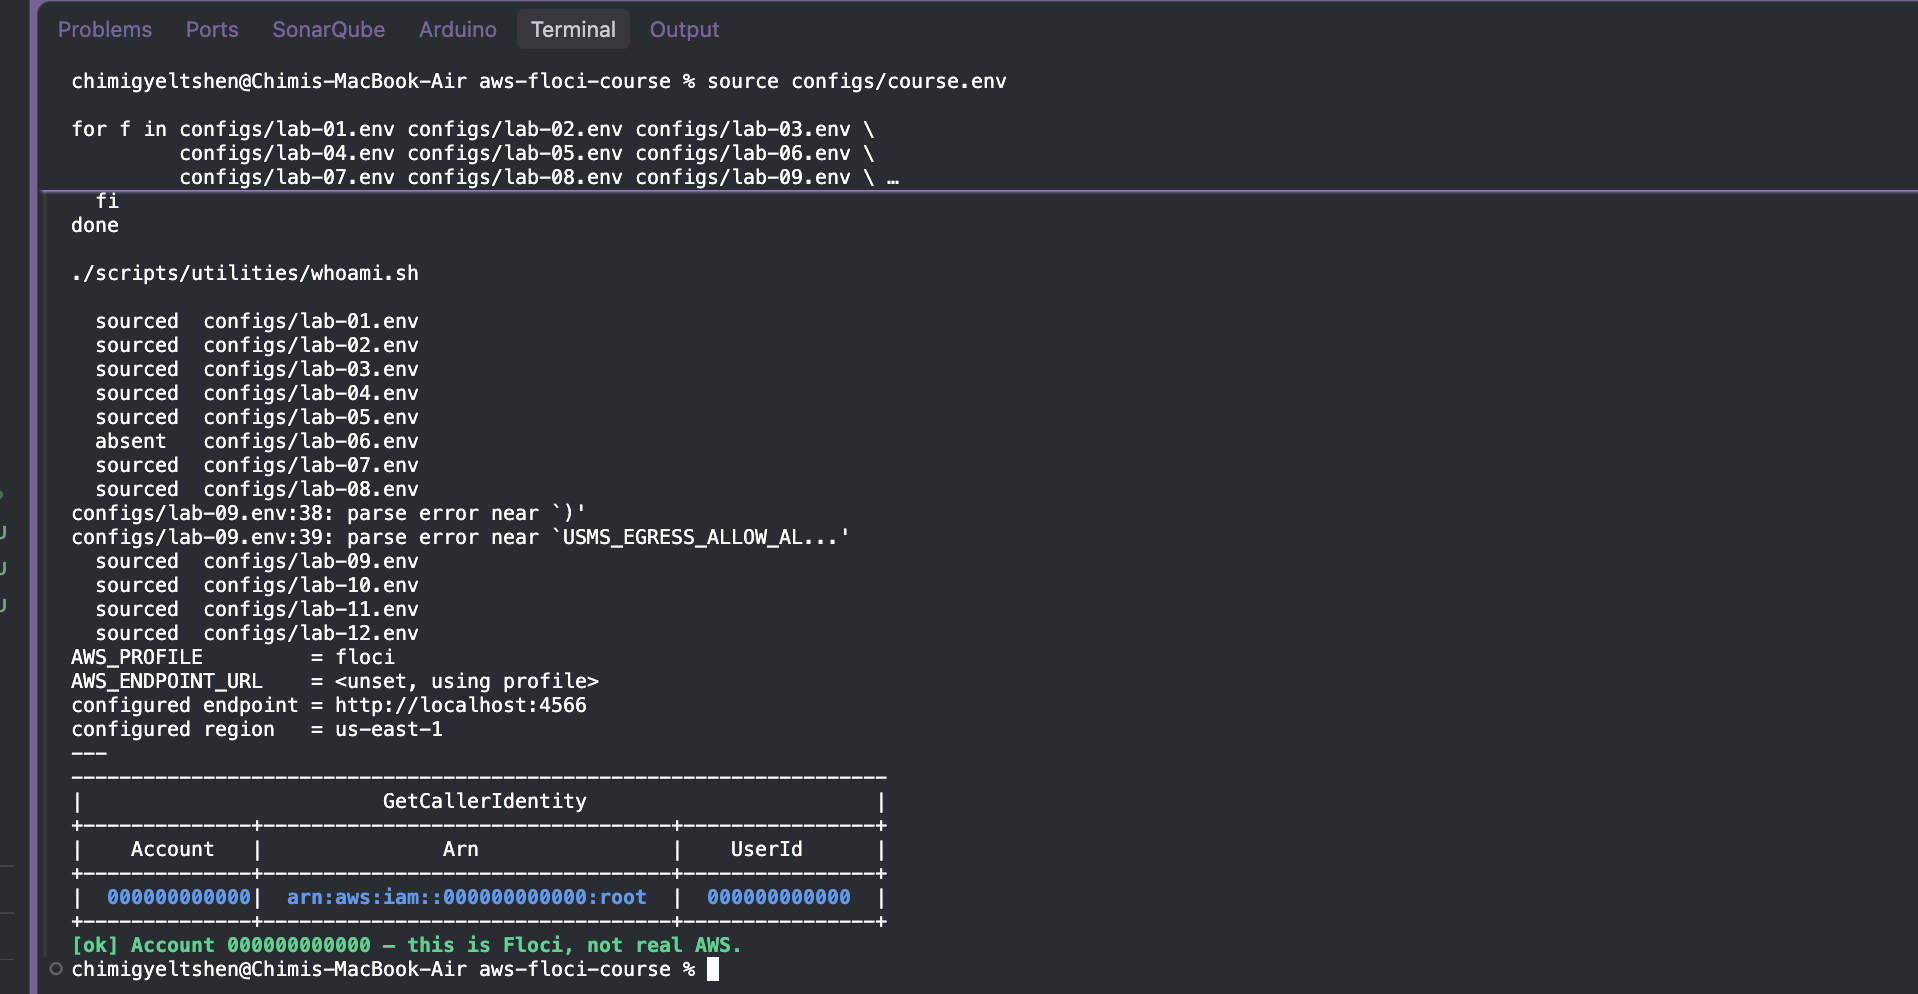 Problems Ports SonarQube Arduino Terminal Output
chimigyeltshen@Chimis-MacBook-Air aws-floci-course % source configs/course.env
for f in configs/lab-01.env configs/lab-02.env configs/lab-03.env \
configs/lab-04.env configs/lab-05.env configs/lab-06.env \
configs/lab-07.env configs/lab-08.env configs/lab-09.env \ …
fi
done
./scripts/utilities/whoami.sh
sourced configs/lab-01.env
sourced configs/lab-02.env
sourced configs/lab-03.env
sourced configs/lab-04.env
sourced configs/lab-05.env
absent configs/lab-06.env
sourced configs/lab-07.env
sourced configs/lab-08.env
configs/lab-09.env:38: parse error near `)'
configs/lab-09.env:39: parse error near `USMS_EGRESS_ALLOW_AL...'
sourced configs/lab-09.env
sourced configs/lab-10.env
sourced configs/lab-11.env
sourced configs/lab-12.env
AWS_PROFILE = floci
AWS_ENDPOINT_URL = <unset, using profile>
configured endpoint = http://localhost:4566
configured region = us-east-1
---
-------------------------------------------------------------------
| GetCallerIdentity |
+--------------+----------------------------------+----------------+
| Account | Arn | UserId |
+--------------+----------------------------------+----------------+
| 000000000000| arn:aws:iam::000000000000:root | 000000000000 |
+--------------+----------------------------------+----------------+
[ok] Account 000000000000 — this is Floci, not real AWS.
chimigyeltshen@Chimis-MacBook-Air aws-floci-course %